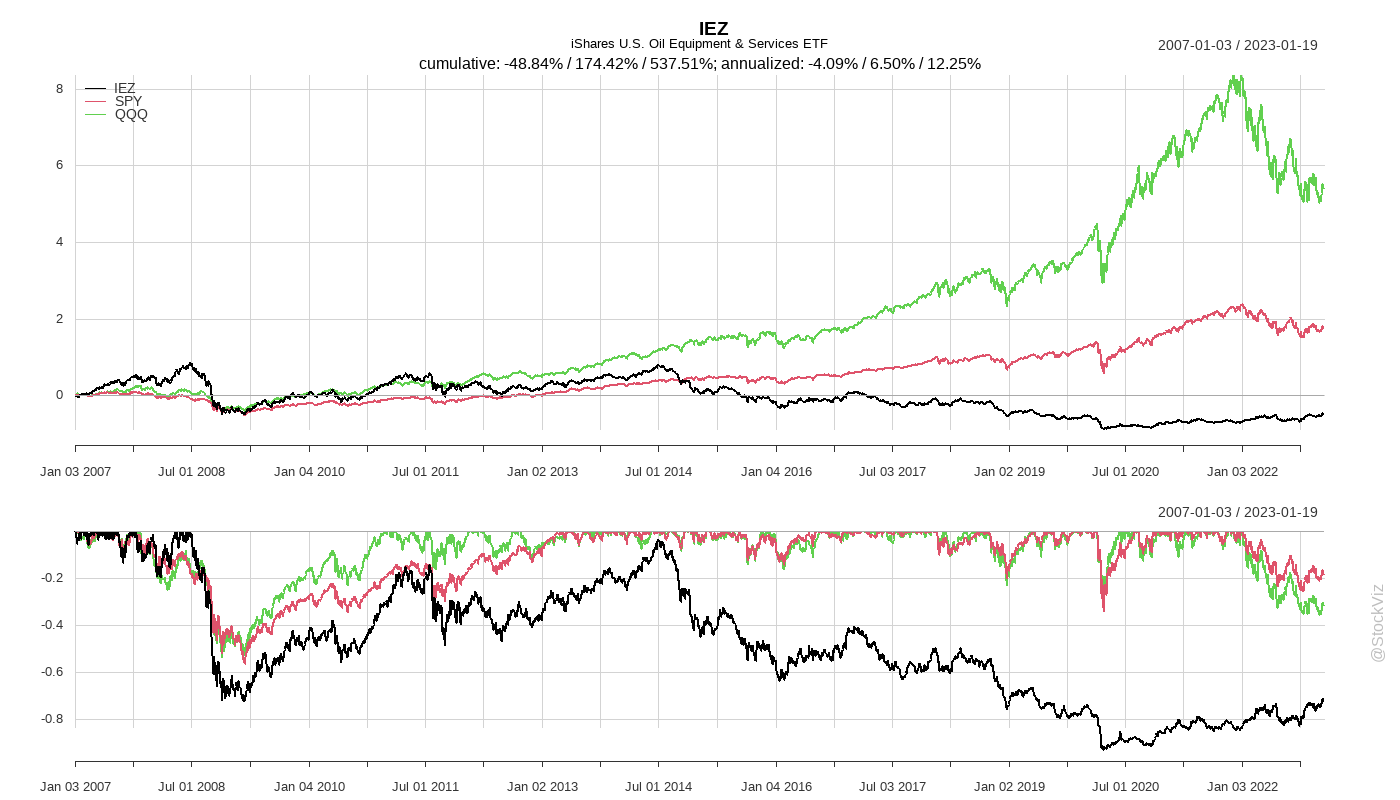 IEZ
iShares U.S. Oil Equipment & Services ETF
2007-01-03 / 2023-01-19
cumulative: -48.84% / 174.42% / 537.51%; annualized: -4.09% / 6.50% / 12.25%
IEZ
SPY
QQQ
8
6
4
2
0
Jan 03 2007 Jul 01 2008 Jan 04 2010 Jul 01 2011 Jan 02 2013 Jul 01 2014 Jan 04 2016 Jul 03 2017 Jan 02 2019 Jul 01 2020 Jan 03 2022
2007-01-03 / 2023-01-19
-0.2
-0.4
-0.6
-0.8
Jan 03 2007 Jul 01 2008 Jan 04 2010 Jul 01 2011 Jan 02 2013 Jul 01 2014 Jan 04 2016 Jul 03 2017 Jan 02 2019 Jul 01 2020 Jan 03 2022
@StockViz